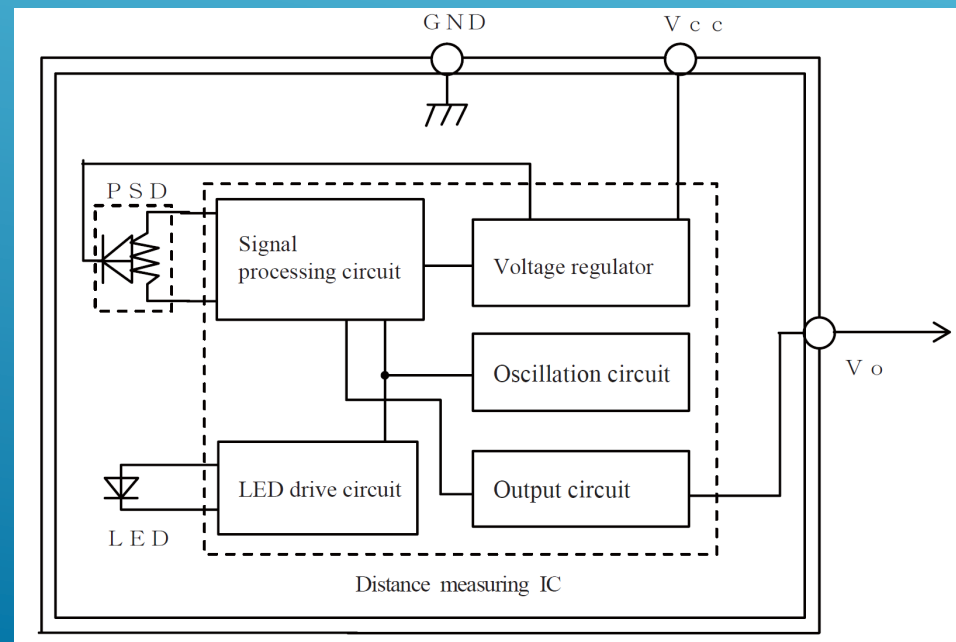 GND
Vcc
PSD
Signal
processing circuit
Voltage regulator
Oscillation circuit
Vo
LED drive circuit
Output circuit
LED
Distance measuring IC